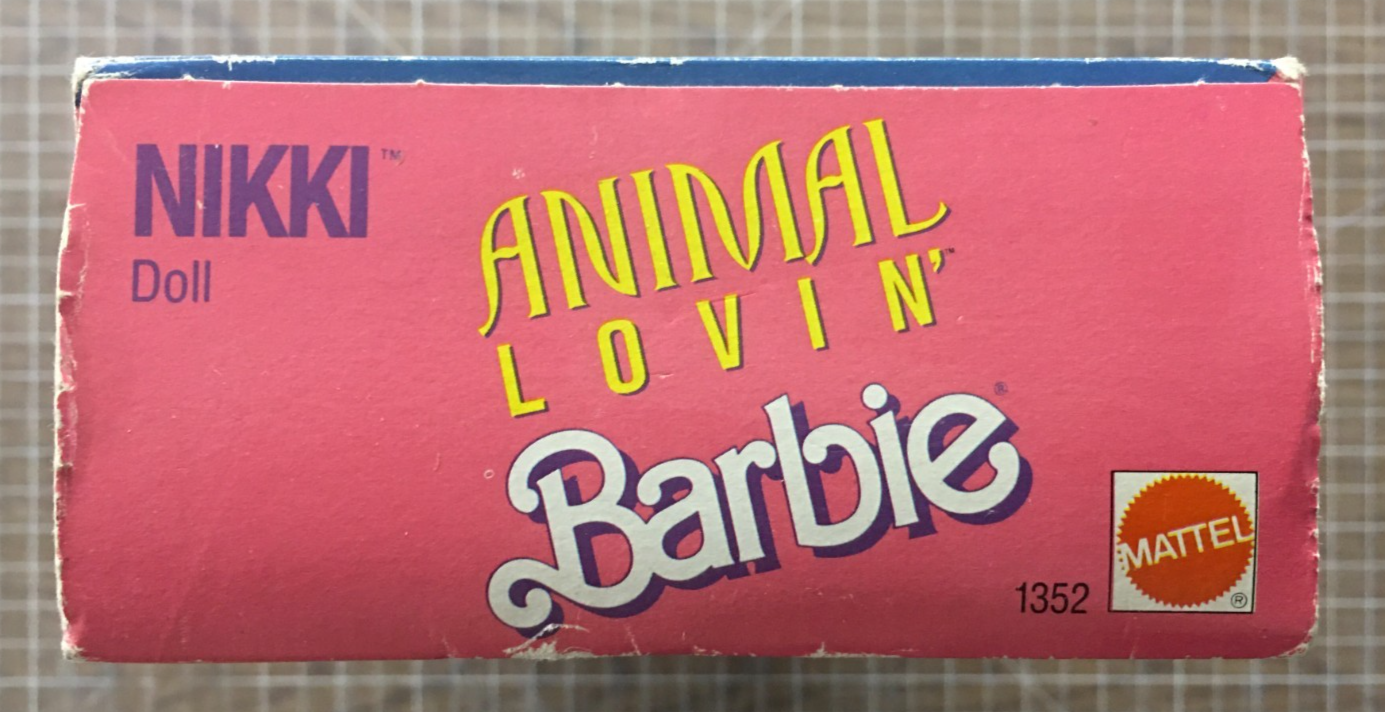 NIKKI™
Doll
ANIMAL
LOVIN'™
Barbie®
1352
MATTEL
®